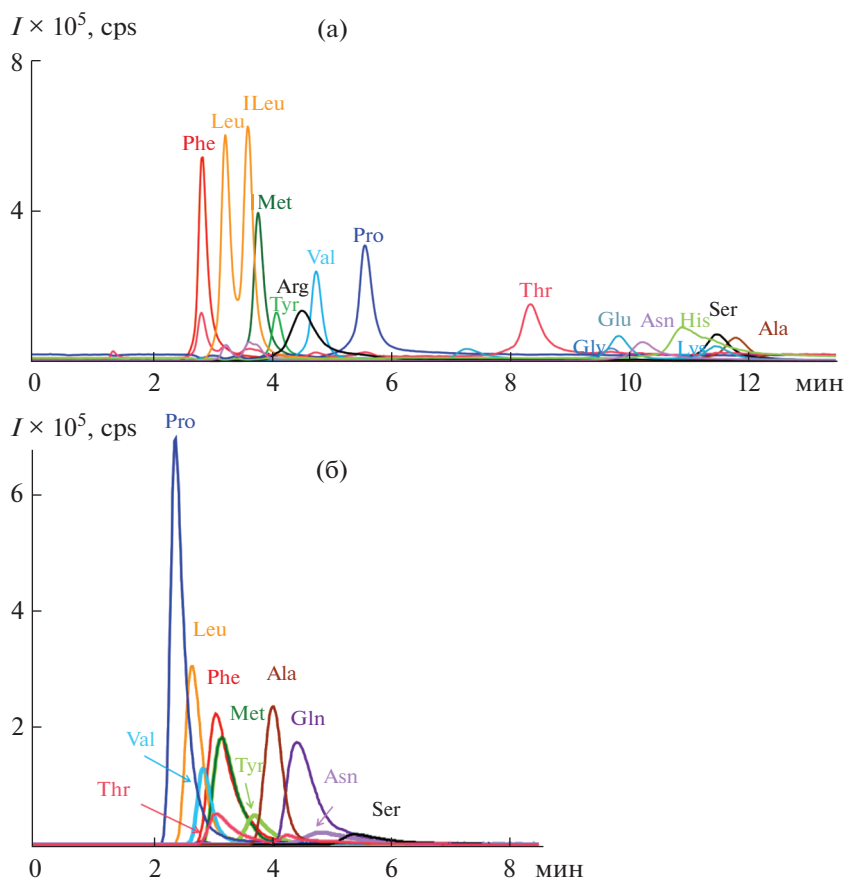 I × 10⁵, cps
(а)
8
ILeu
Leu
Phe
4
Met
Pro
Val
Arg
Tyr
Thr
Glu
Asn
His
Ser
Ala
Gly
Lys
0 2 4 6 8 10 12 мин
Pro
I × 10⁵, cps
(б)
6
4
Leu
Phe
Ala
2
Met
Gln
Val
Tyr
Asn
Thr
Ser
0 2 4 6 8 мин